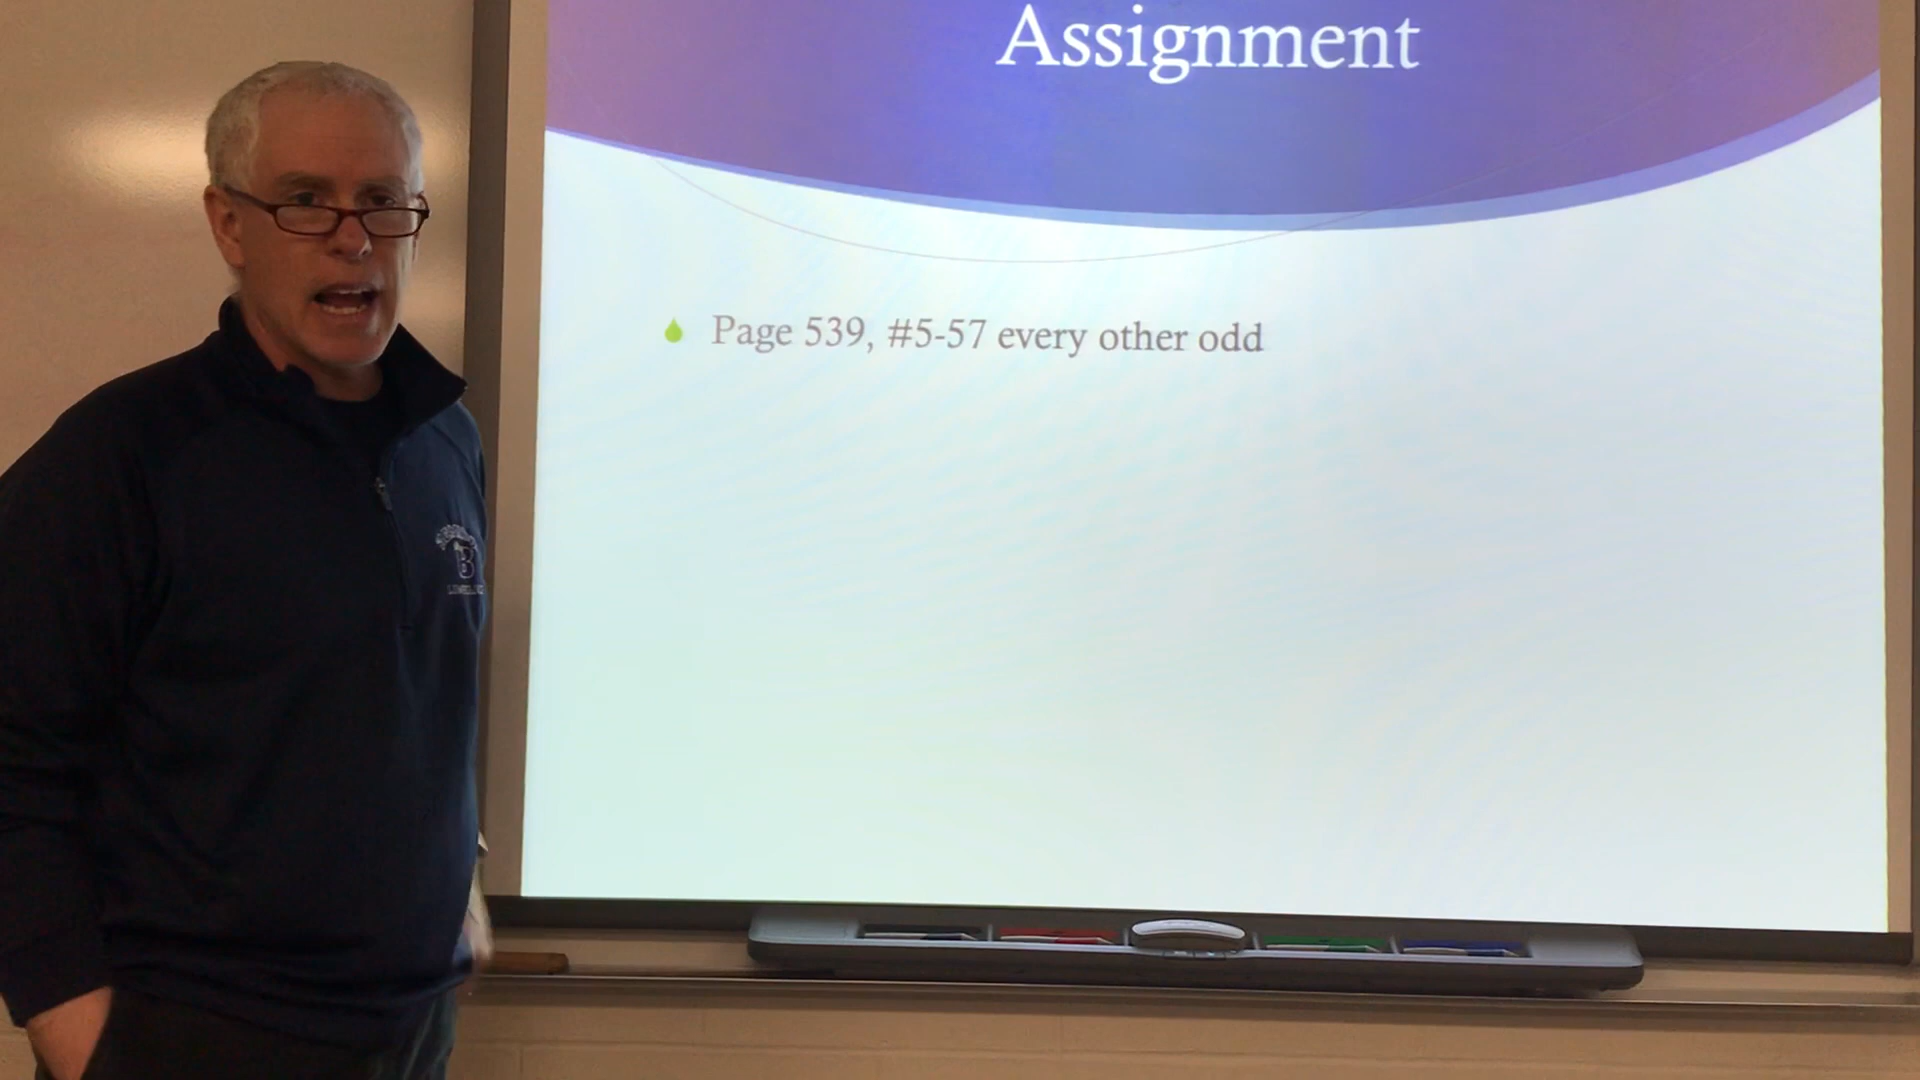 Assignment
Page 539, #5-57 every other odd
B